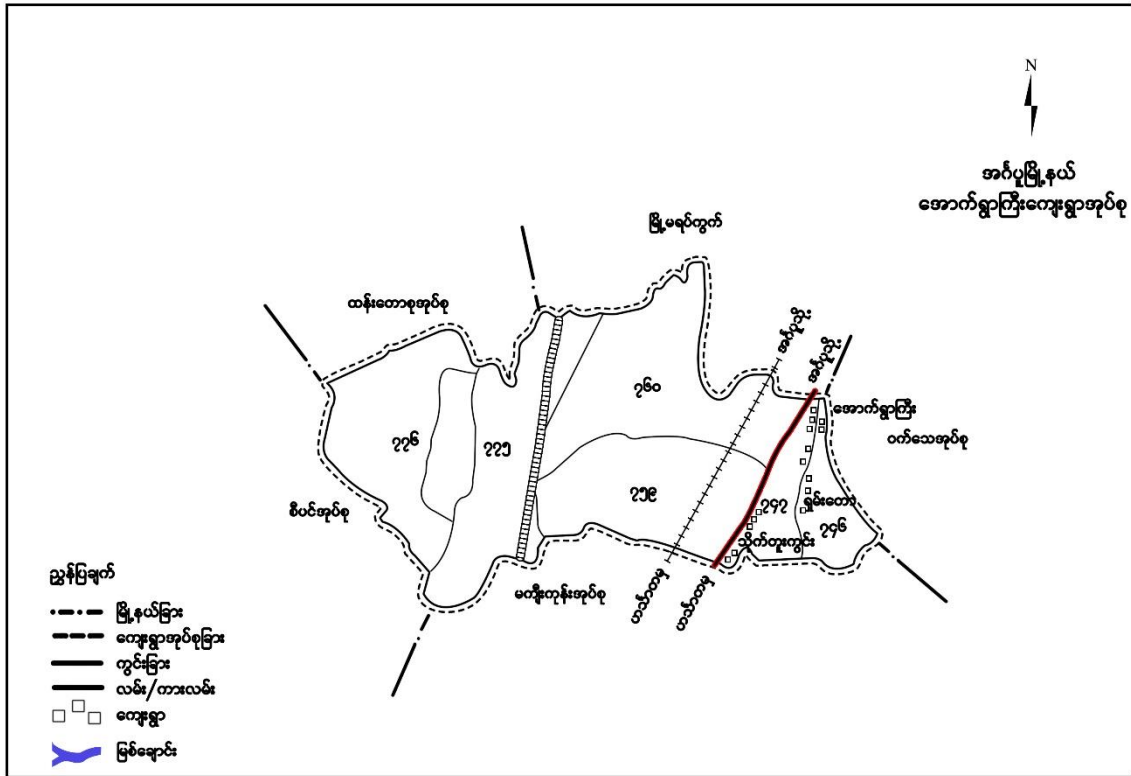 N
အင်္ဂပူမြို့နယ်
အောက်ရွာကြီးကျေးရွာအုပ်စု
မြို့မရပ်ကွက်
ထန်းတောစုအုပ်စု
အင်္ဂပူသို့
အင်္ဂပူသို့
၇၆၀
အောက်ရွာကြီး
ဝက်သေအုပ်စု
၇၇၆
၇၇၅
၇၅၉
၇၄၇
ရှမ်းတော
၇၄၆
စီပင်အုပ်စု
သိုက်တူးကွင်း
မကျီးကုန်းအုပ်စု
ဟင်္သာတမှ
ဟင်္သာတမှ
ညွှန်ပြချက်
မြို့နယ်ခြား
ကျေးရွာအုပ်စုခြား
ကွင်းခြား
လမ်း/ကားလမ်း
ကျေးရွာ
မြစ်ချောင်း